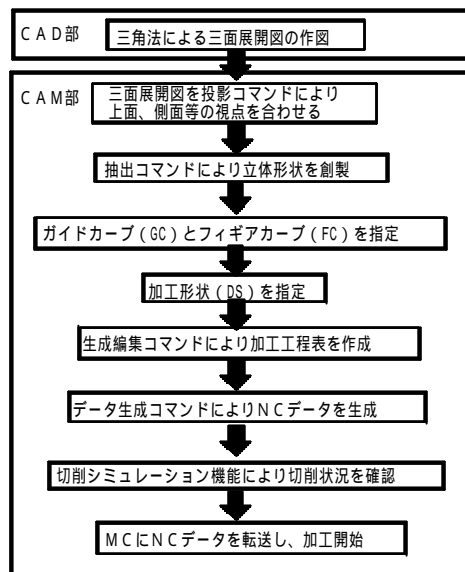 CAD部
三角法による三面展開図の作図
CAM部
三面展開図を投影コマンドにより
上面、側面等の視点を合わせる
抽出コマンドにより立体形状を創製
ガイドカーブ（GC）とフィギアカーブ（FC）を指定
加工形状（DS）を指定
生成編集コマンドにより加工工程表を作成
データ生成コマンドによりNCデータを生成
切削シミュレーション機能により切削状況を確認
MCにNCデータを転送し、加工開始